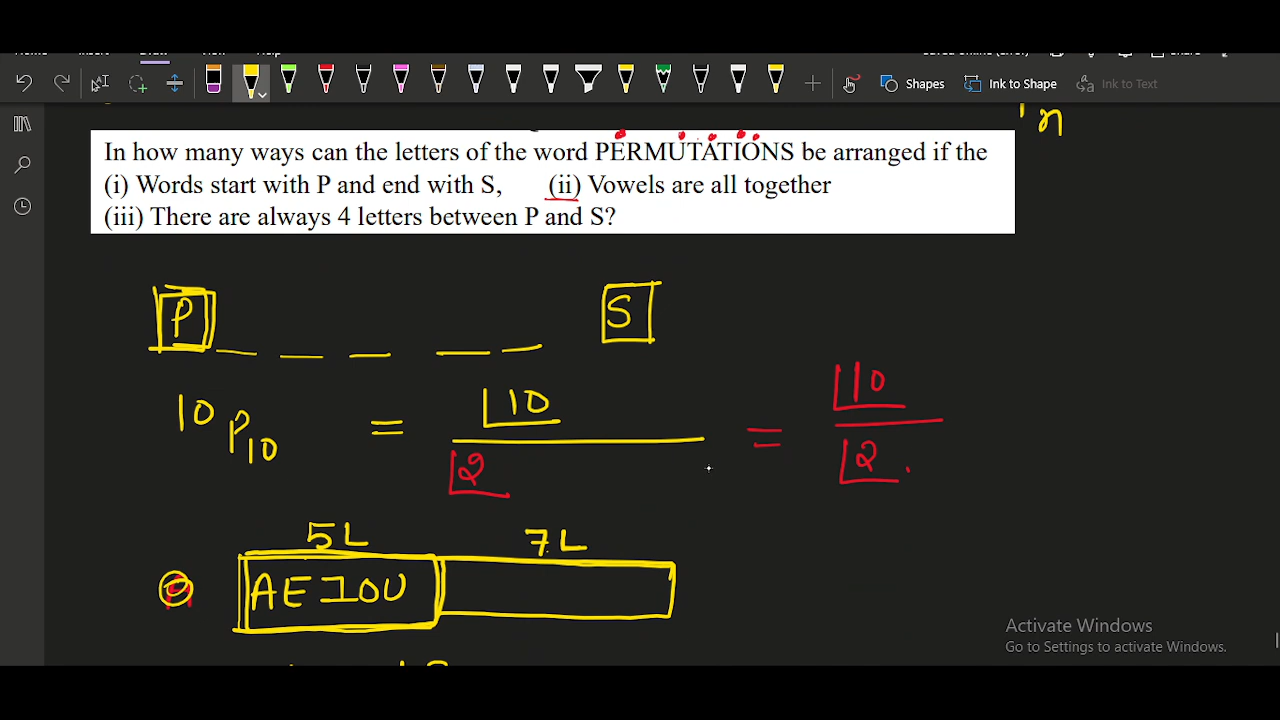 Shapes
Ink to Shape
Ink to Text
n
In how many ways can the letters of the word PERMUTATIONS be arranged if the
(i) Words start with P and end with S, (ii) Vowels are all together
(iii) There are always 4 letters between P and S?
P S
10 P 10 = 10 / 2 = 10 / 2 .
5L 7L
AEIOU
Activate Windows
Go to Settings to activate Windows.